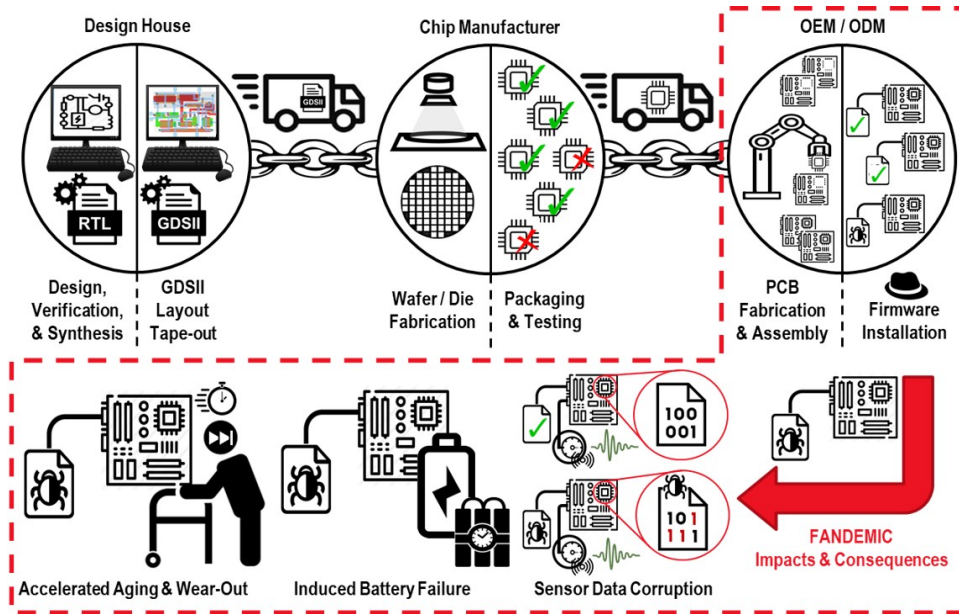 Design House
Chip Manufacturer
OEM / ODM
GDSII
RTL
GDSII
Design,
Verification,
& Synthesis
GDSII
Layout
Tape-out
Wafer / Die
Fabrication
Packaging
& Testing
PCB
Fabrication
& Assembly
Firmware
Installation
100
001
101
111
FANDEMIC
Impacts & Consequences
Accelerated Aging & Wear-Out
Induced Battery Failure
Sensor Data Corruption